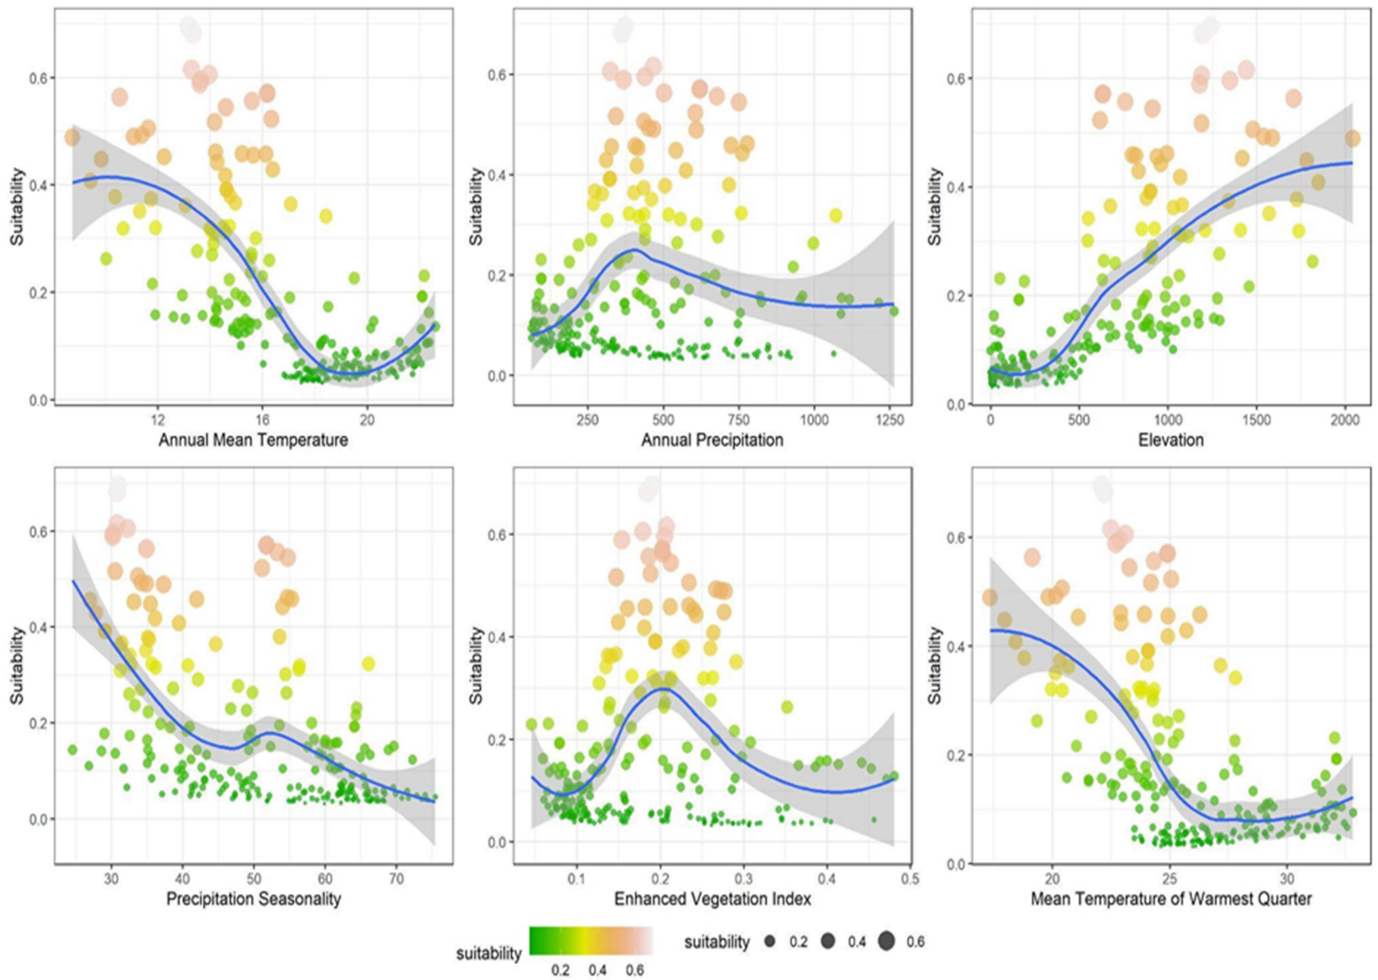 Suitability
0.6
0.4
0.2
0.0
12 16 20
Annual Mean Temperature
Suitability
0.6
0.4
0.2
0.0
250 500 750 1000 1250
Annual Precipitation
Suitability
0.6
0.4
0.2
0.0
0 500 1000 1500 2000
Elevation
Suitability
0.6
0.4
0.2
0.0
30 40 50 60 70
Precipitation Seasonality
Suitability
0.6
0.4
0.2
0.0
0.1 0.2 0.3 0.4 0.5
Enhanced Vegetation Index
Suitability
0.6
0.4
0.2
0.0
20 25 30
Mean Temperature of Warmest Quarter
suitability
0.2 0.4 0.6
suitability 0.2 0.4 0.6